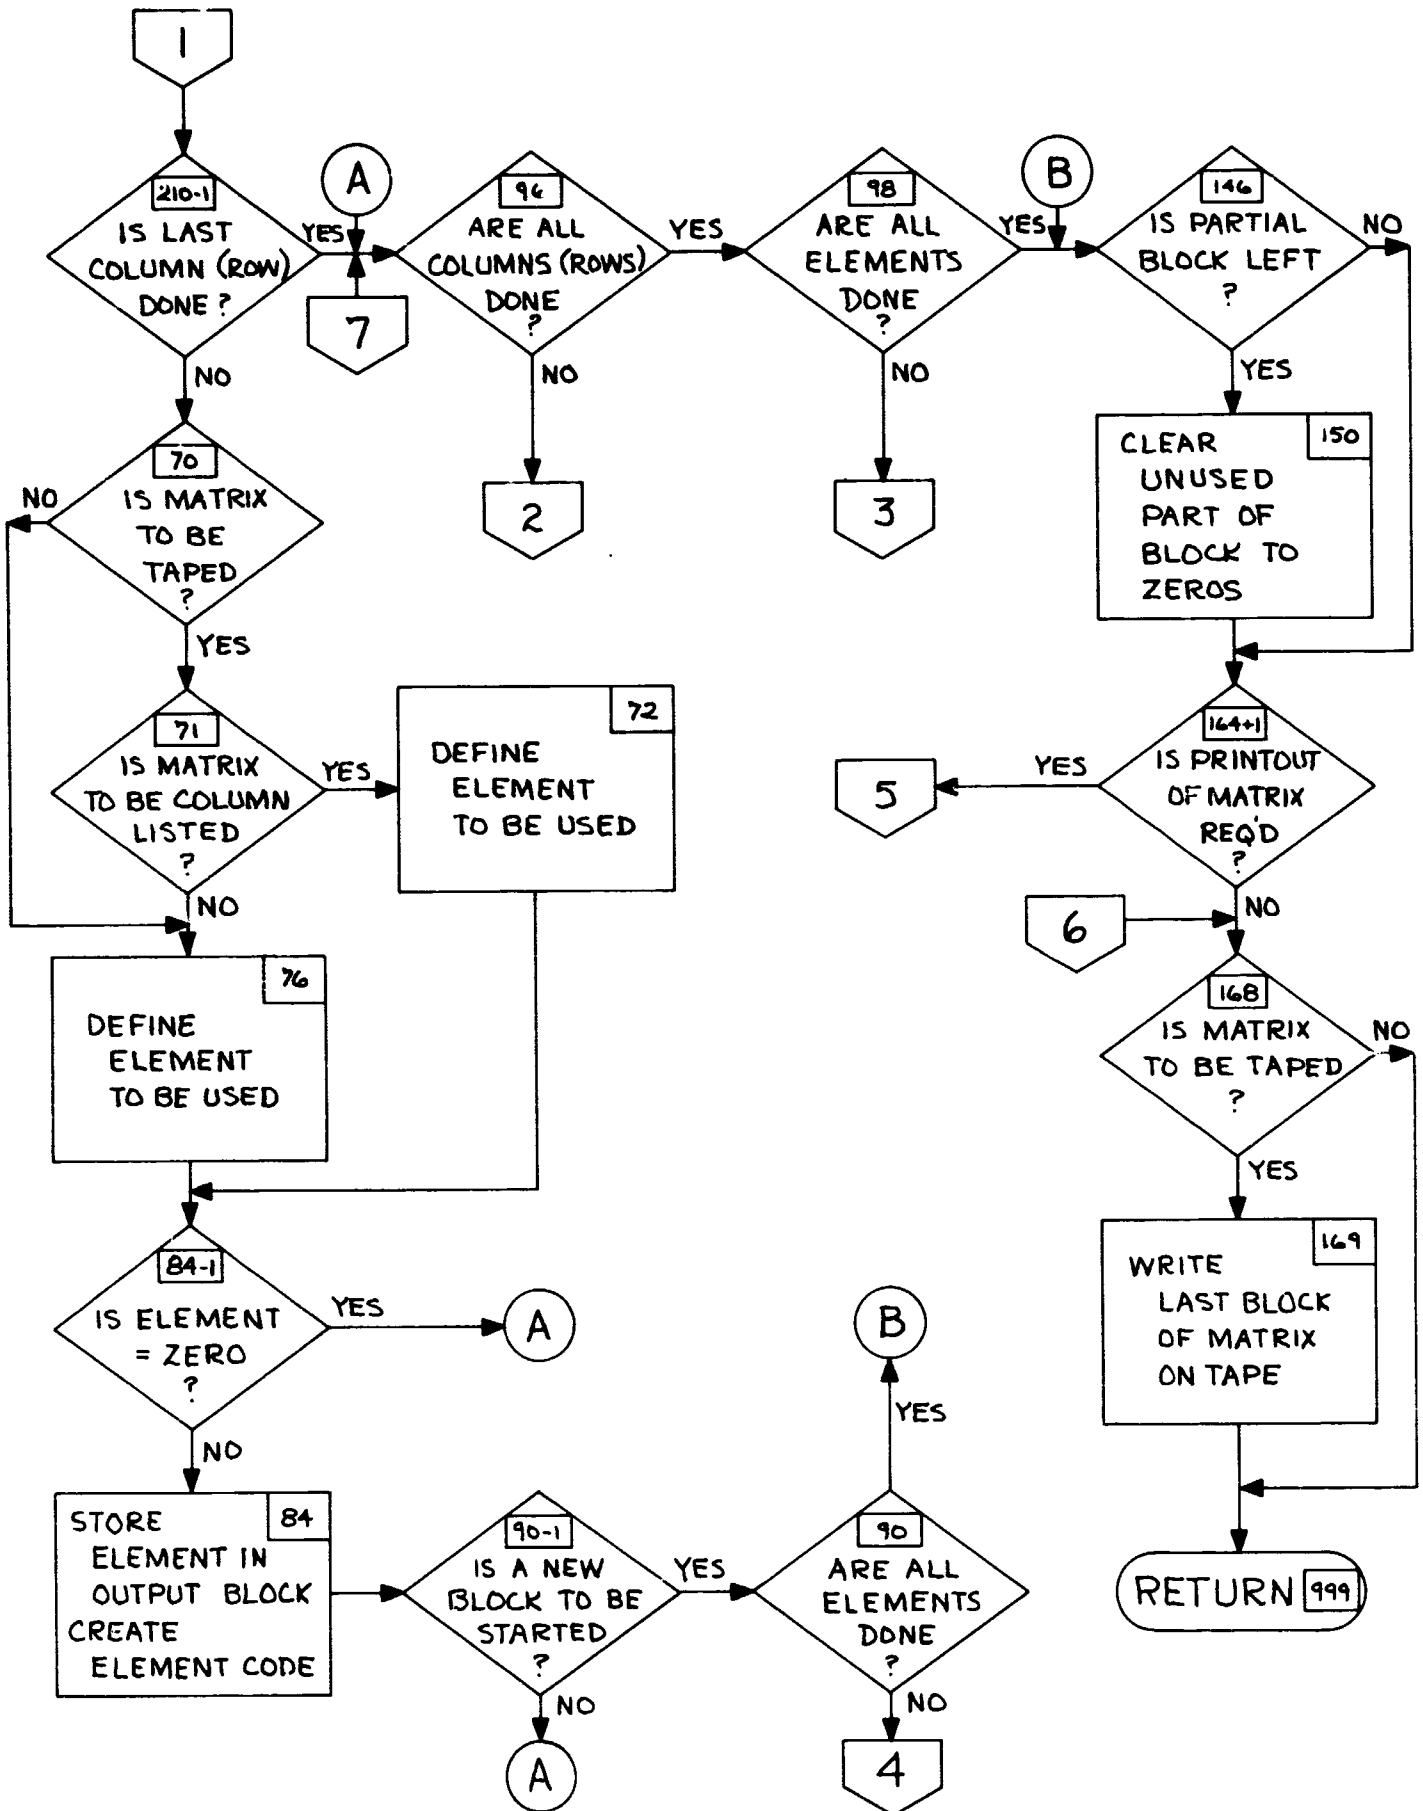 1
210-1
IS LAST
COLUMN (ROW)
DONE ?
YES
NO
A
7
96
ARE ALL
COLUMNS (ROWS)
DONE
?
YES
NO
2
98
ARE ALL
ELEMENTS
DONE
?
YES
NO
3
B
146
IS PARTIAL
BLOCK LEFT
?
NO
YES
150
CLEAR
UNUSED
PART OF
BLOCK TO
ZEROS
70
IS MATRIX
TO BE
TAPED
?
NO
YES
71
IS MATRIX
TO BE COLUMN
LISTED
?
YES
NO
72
DEFINE
ELEMENT
TO BE USED
164+1
IS PRINTOUT
OF MATRIX
REQ'D
?
YES
5
NO
6
76
DEFINE
ELEMENT
TO BE USED
168
IS MATRIX
TO BE TAPED
?
NO
YES
169
WRITE
LAST BLOCK
OF MATRIX
ON TAPE
84-1
IS ELEMENT
= ZERO
?
YES
A
NO
84
STORE
ELEMENT IN
OUTPUT BLOCK
CREATE
ELEMENT CODE
90-1
IS A NEW
BLOCK TO BE
STARTED
?
YES
NO
A
B
YES
90
ARE ALL
ELEMENTS
DONE
?
NO
4
RETURN 999